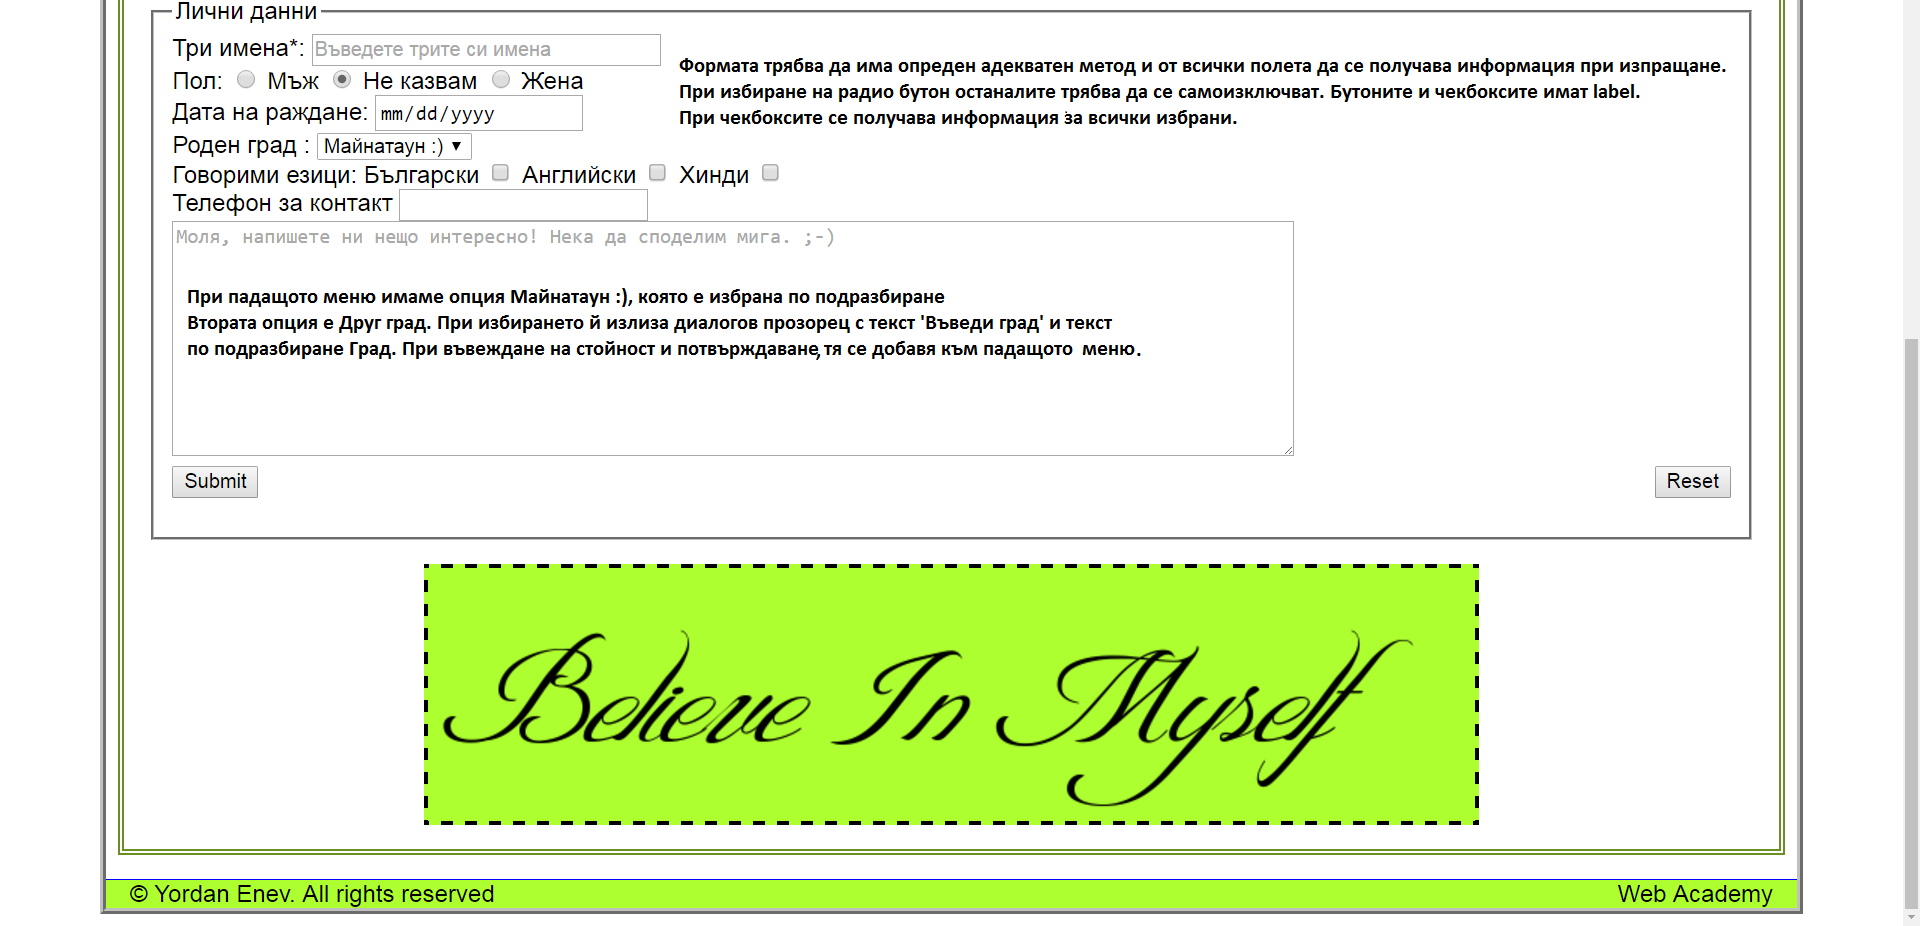 Лични данни
Три имена*: Въведете трите си имена
Формата трябва да има опреден адекватен метод и от всички полета да се получава информация при изпращане.
Пол: Мъж Не казвам Жена
При избиране на радио бутон останалите трябва да се самоизключват. Бутоните и чекбоксите имат label.
Дата на раждане: mm/dd/yyyy
При чекбоксите се получава информация за всички избрани.
Роден град : Майнатаун :)
Говорими езици: Български Английски Хинди
Телефон за контакт
Моля, напишете ни нещо интересно! Нека да споделим мига. ;-)
При падащото меню имаме опция Майнатаун :), която е избрана по подразбиране
Втората опция е Друг град. При избирането й излиза диалогов прозорец с текст 'Въведи град' и текст
по подразбиране Град. При въвеждане на стойност и потвърждаване, тя се добавя към падащото меню.
Submit Reset
Believe In Myself
© Yordan Enev. All rights reserved Web Academy